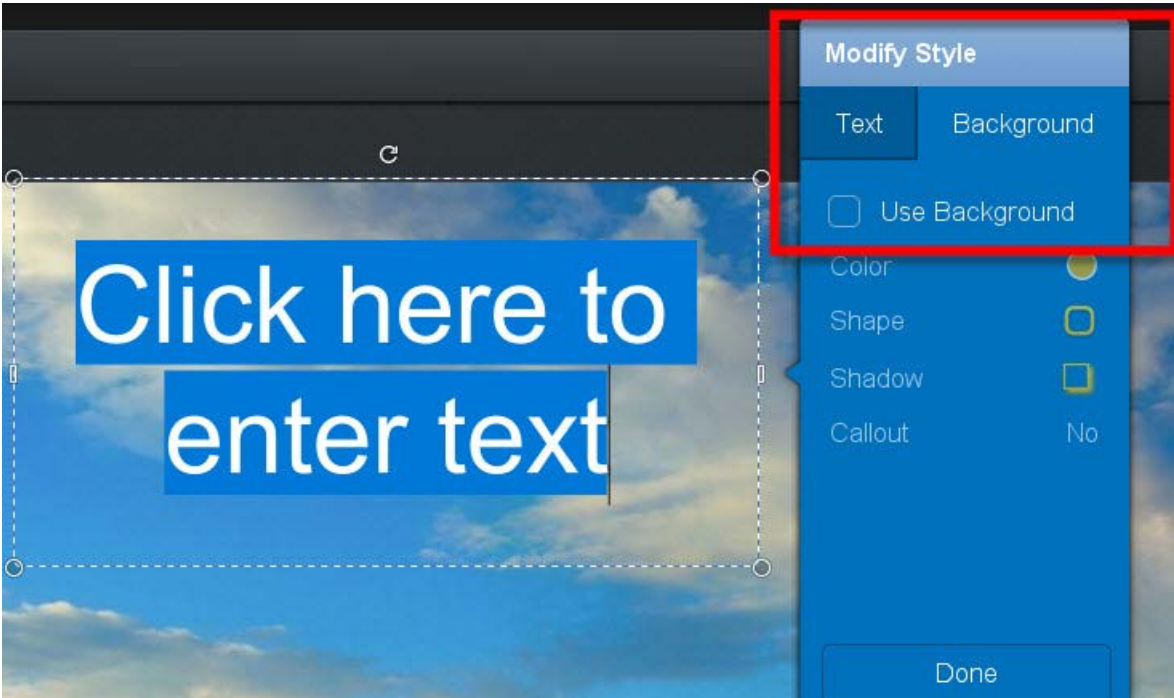 Modify Style
Text Background
Use Background
Click here to
enter text
Color
Shape
Shadow
Callout No
Done